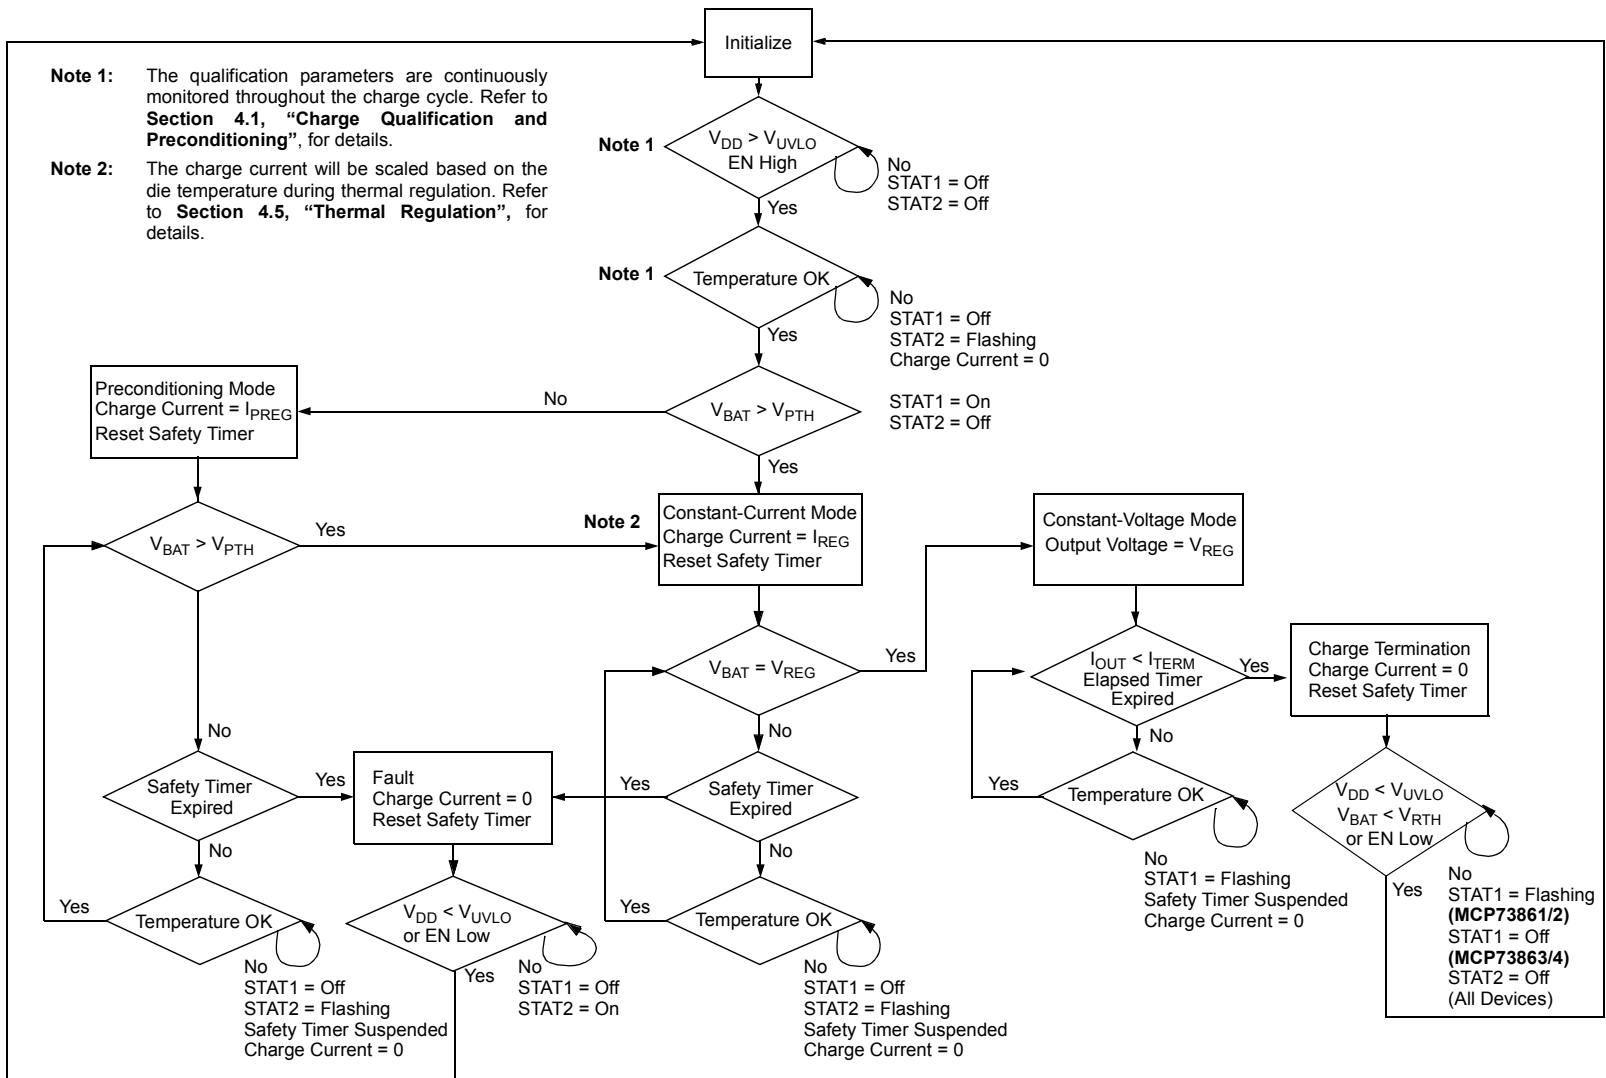 Initialize
Note 1: The qualification parameters are continuously
monitored throughout the charge cycle. Refer to
Section 4.1, “Charge Qualification and
Preconditioning”, for details.
Note 2: The charge current will be scaled based on the
die temperature during thermal regulation. Refer
to Section 4.5, “Thermal Regulation”, for
details.
Note 1
VDD > VUVLO
EN High
No
STAT1 = Off
STAT2 = Off
Yes
Note 1
Temperature OK
No
STAT1 = Off
STAT2 = Flashing
Charge Current = 0
Yes
Preconditioning Mode
Charge Current = IPREG
Reset Safety Timer
No
VBAT > VPTH
STAT1 = On
STAT2 = Off
Yes
VBAT > VPTH
Yes
Note 2
Constant-Current Mode
Charge Current = IREG
Reset Safety Timer
Constant-Voltage Mode
Output Voltage = VREG
VBAT = VREG
Yes
IOUT < ITERM
Elapsed Timer
Expired
Yes
Charge Termination
Charge Current = 0
Reset Safety Timer
No
No
No
Safety Timer
Expired
Yes
Fault
Charge Current = 0
Reset Safety Timer
Yes
Safety Timer
Expired
Yes
Temperature OK
VDD < VUVLO
VBAT < VRTH
or EN Low
No
No
No
STAT1 = Flashing
Safety Timer Suspended
Charge Current = 0
Yes
No
STAT1 = Flashing
(MCP73861/2)
STAT1 = Off
(MCP73863/4)
STAT2 = Off
(All Devices)
Yes
Temperature OK
VDD < VUVLO
or EN Low
Yes
Temperature OK
No
STAT1 = Off
STAT2 = Flashing
Safety Timer Suspended
Charge Current = 0
Yes
No
STAT1 = Off
STAT2 = On
No
STAT1 = Off
STAT2 = Flashing
Safety Timer Suspended
Charge Current = 0